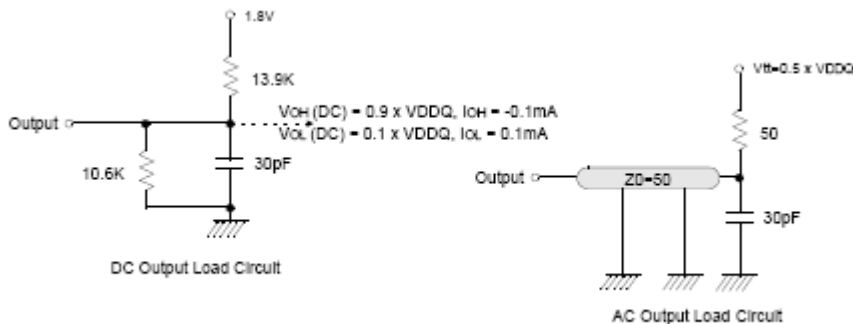 1.8V
13.9K
VOH (DC) = 0.9 x VDDQ, IOH = -0.1mA
VOL (DC) = 0.1 x VDDQ, IOL = 0.1mA
Output
10.6K
30pF
DC Output Load Circuit
Vtt=0.5 x VDDQ
50
Output
Z0=50
30pF
AC Output Load Circuit